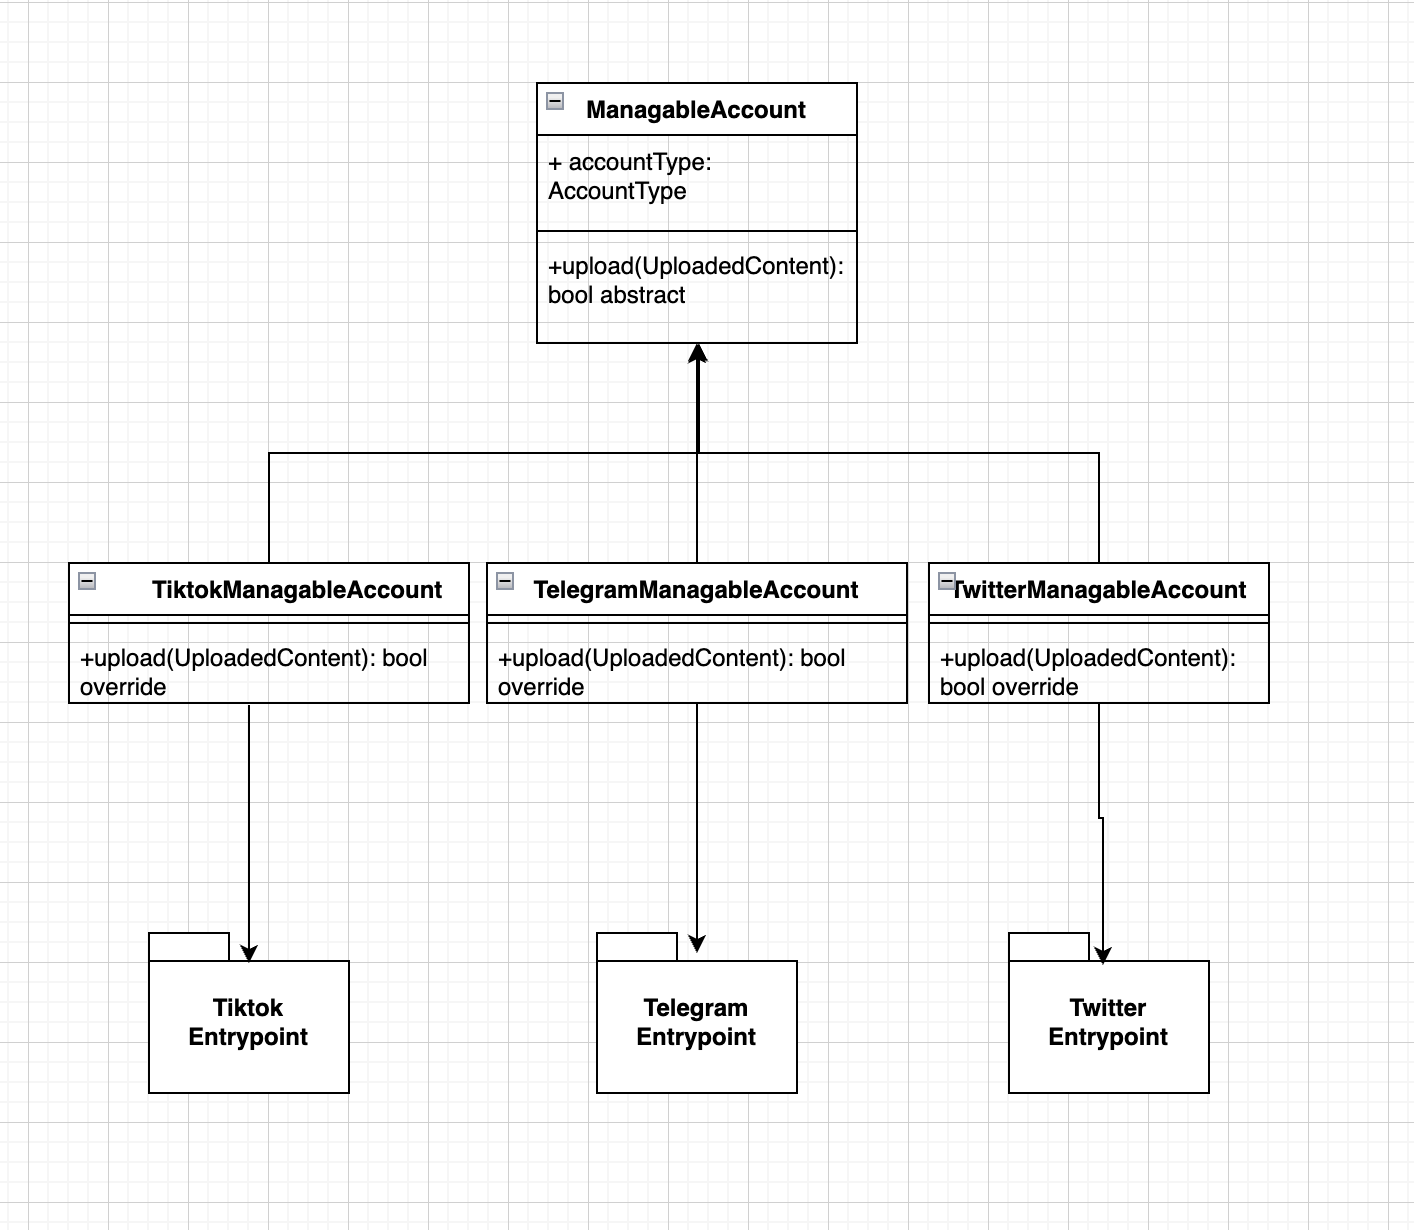 ManagableAccount
+ accountType:
AccountType
+upload(UploadedContent):
bool abstract
TiktokManagableAccount
+upload(UploadedContent): bool
override
TelegramManagableAccount
+upload(UploadedContent): bool
override
TwitterManagableAccount
+upload(UploadedContent):
bool override
Tiktok
Entrypoint
Telegram
Entrypoint
Twitter
Entrypoint